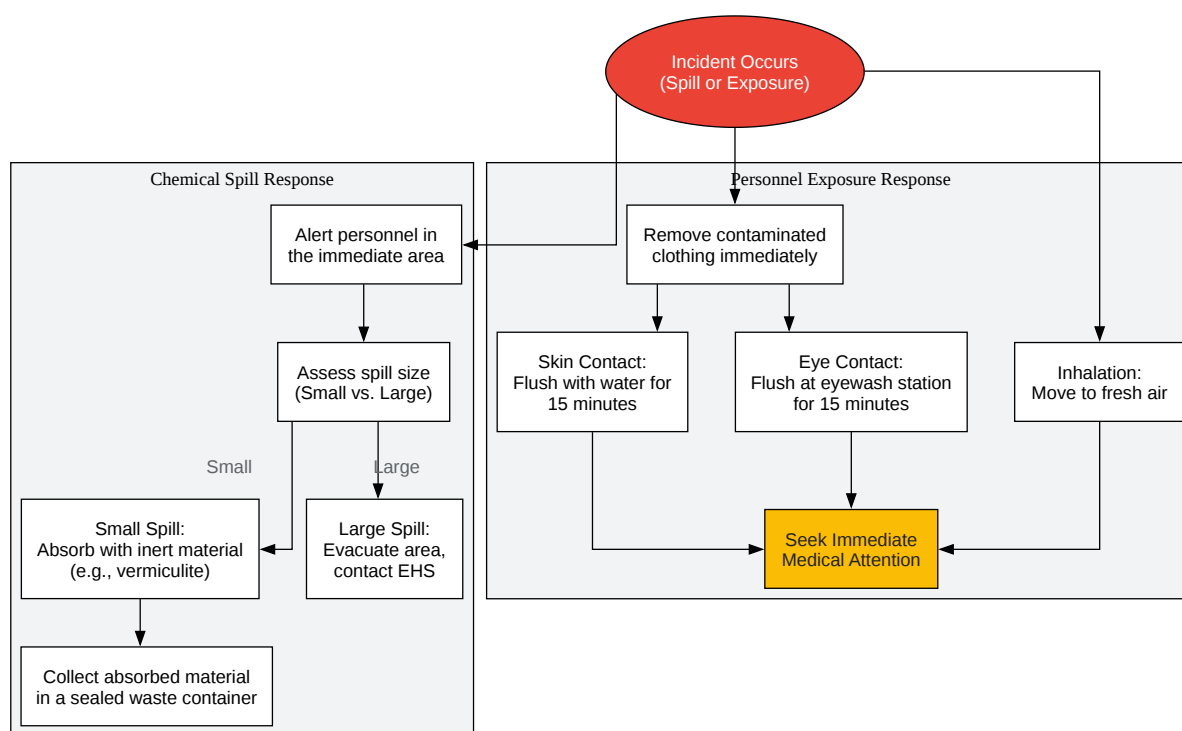 Incident Occurs
(Spill or Exposure)
Chemical Spill Response
Alert personnel in
the immediate area
Assess spill size
(Small vs. Large)
Small
Large
Small Spill:
Absorb with inert material
(e.g., vermiculite)
Large Spill:
Evacuate area,
contact EHS
Collect absorbed material
in a sealed waste container
Personnel Exposure Response
Remove contaminated
clothing immediately
Skin Contact:
Flush with water for
15 minutes
Eye Contact:
Flush at eyewash station
for 15 minutes
Inhalation:
Move to fresh air
Seek Immediate
Medical Attention